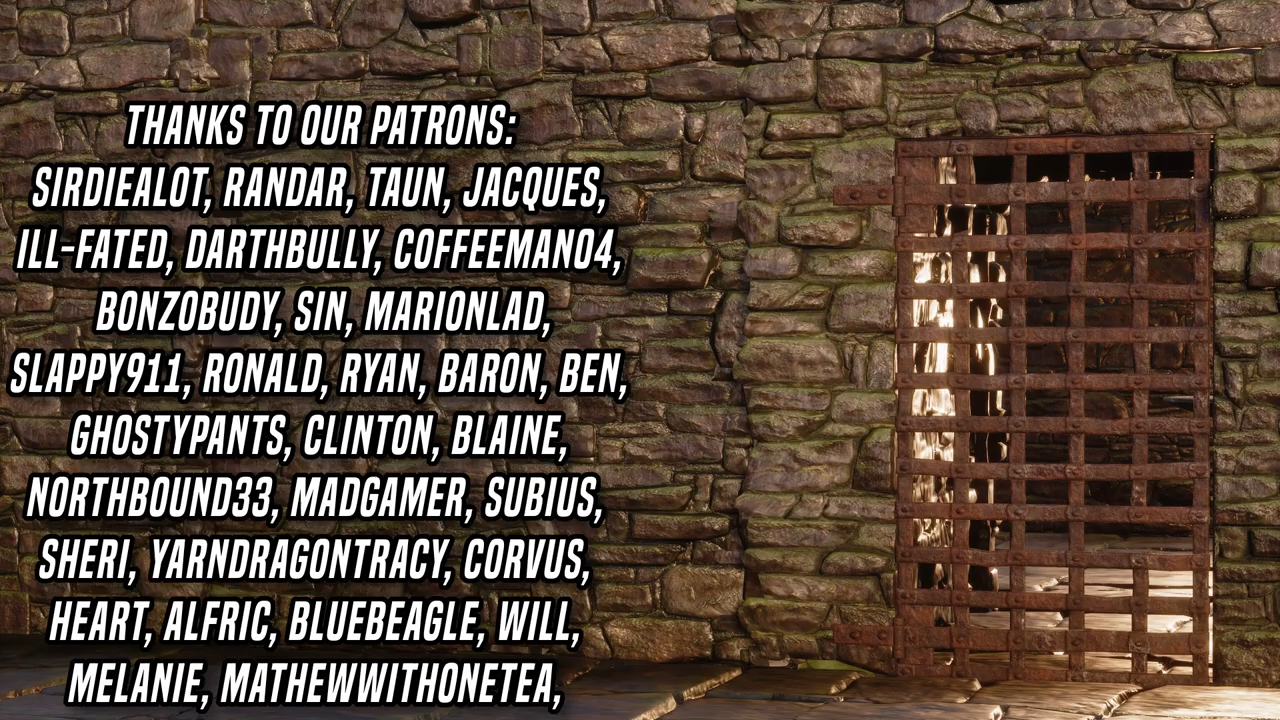 THANKS TO OUR PATRONS:
SIRDIEALOT, RANDAR, TAUN, JACQUES,
ILL-FATED, DARTHBULLY, COFFEEMAN04,
BONZOBUDY, SIN, MARIONLAD,
SLAPPY911, RONALD, RYAN, BARON, BEN,
GHOSTYPANTS, CLINTON, BLAINE,
NORTHBOUND33, MADGAMER, SUBIUS,
SHERI, YARNDRAGONTRACY, CORVUS,
HEART, ALFRIC, BLUEBEAGLE, WILL,
MELANIE, MATHEWWITHONETEA,